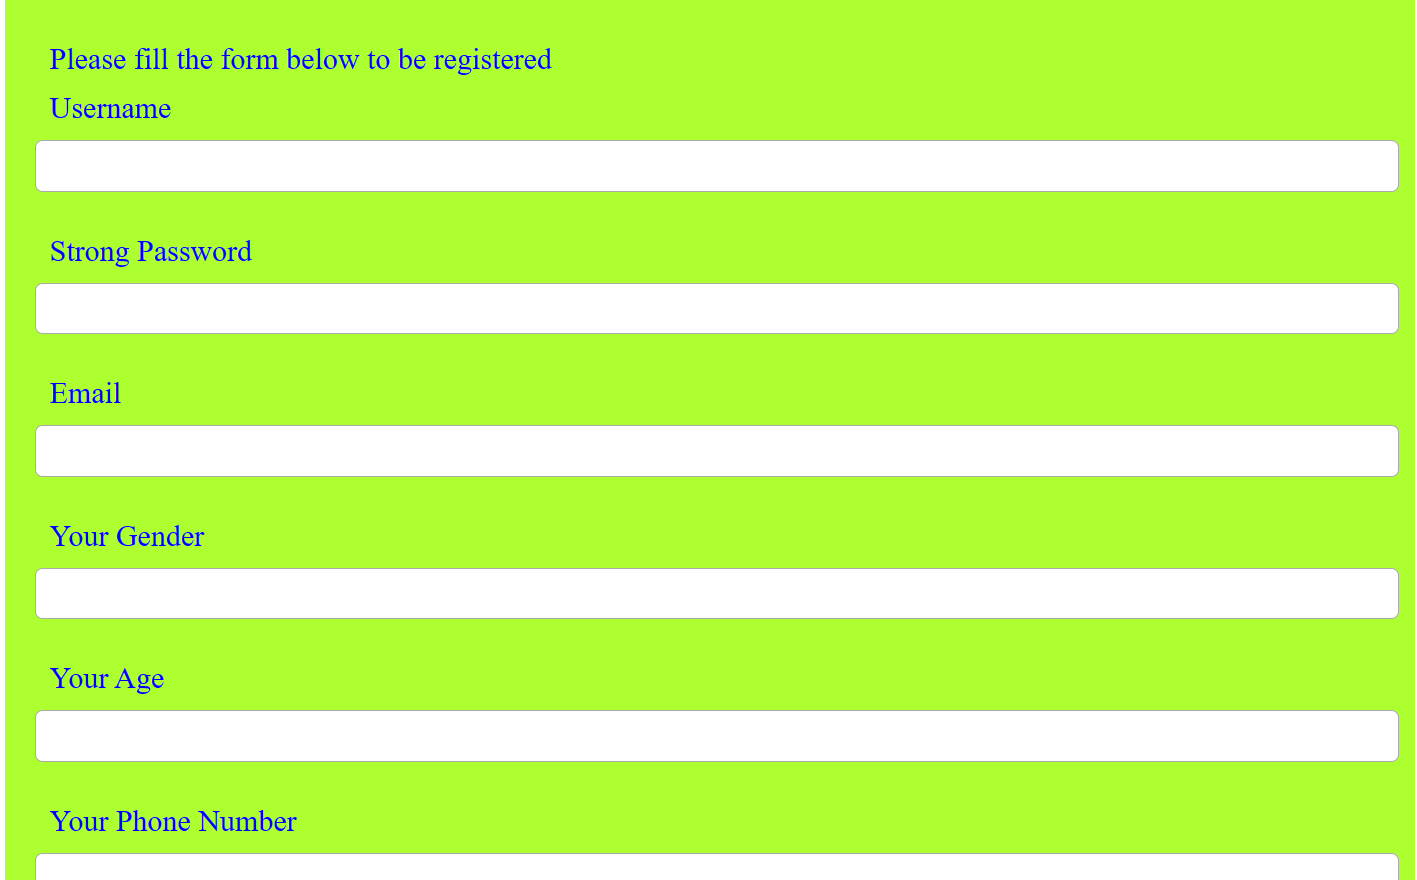 Please fill the form below to be registered
Username
Strong Password
Email
Your Gender
Your Age
Your Phone Number